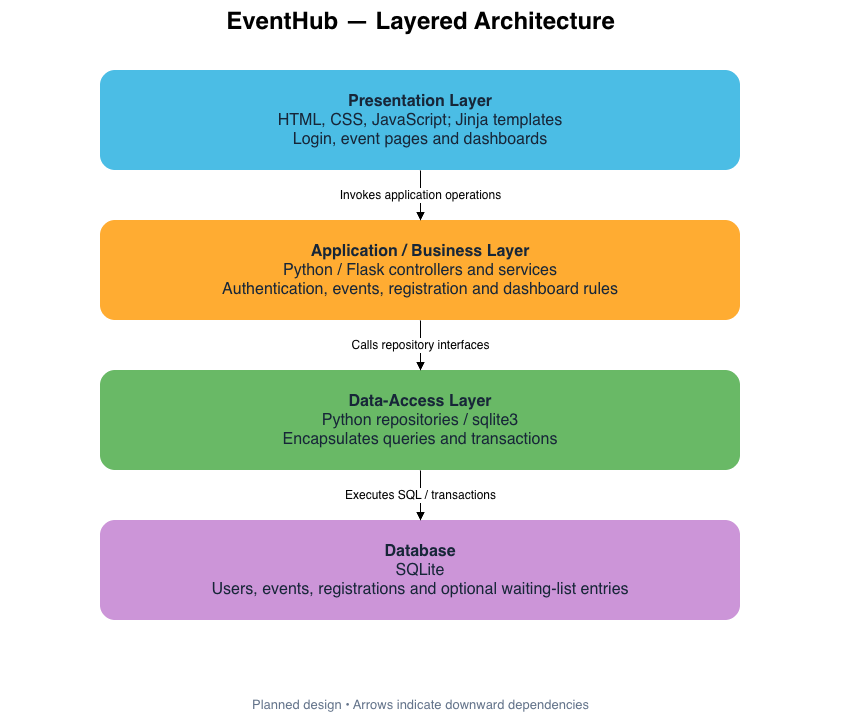 EventHub — Layered Architecture
Presentation Layer
HTML, CSS, JavaScript; Jinja templates
Login, event pages and dashboards
Invokes application operations
Application / Business Layer
Python / Flask controllers and services
Authentication, events, registration and dashboard rules
Calls repository interfaces
Data-Access Layer
Python repositories / sqlite3
Encapsulates queries and transactions
Executes SQL / transactions
Database
SQLite
Users, events, registrations and optional waiting-list entries
Planned design • Arrows indicate downward dependencies